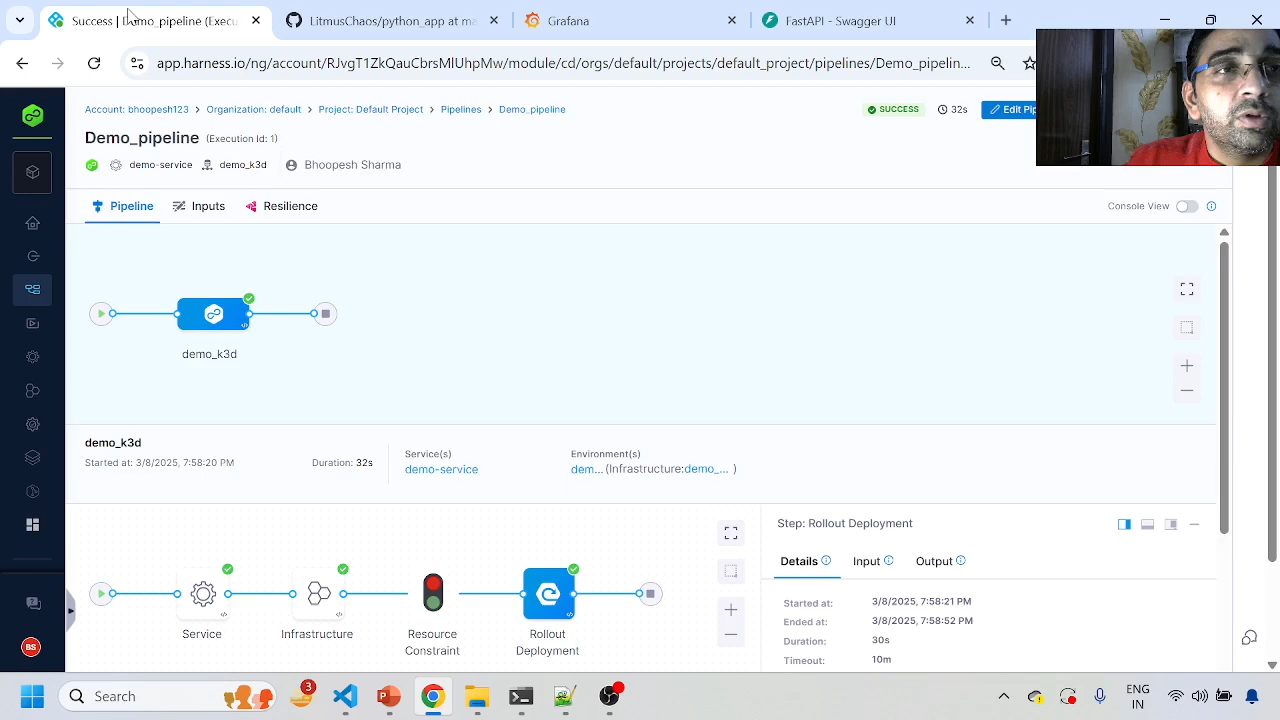 Success | 
(Execu
LitmusChaos/python_app at ma
Grafana
FastAPI - Swagger UI
app.harness.io/ng/account/RJvgT1ZkQauCbrsMIUhpMw/module/cd/orgs/default/projects/default_project/pipelines/Demo_pipelin...
Account: bhoopesh123 > Organization: default > Project: Default Project > Pipelines > Demo_pipeline
SUCCESS
32s
Edit Pip
Demo_pipeline (Execution Id: 1)
demo-service
demo_k3d
Bhoopesh Sharma
Pipeline
Inputs
Resilience
Console View
demo_k3d
demo_k3d
Started at: 3/8/2025, 7:58:20 PM
Duration: 32s
Service(s)
demo-service
Environment(s)
dem... (Infrastructure:demo_... )
Service
Infrastructure
Resource
Constraint
Rollout
Deployment
Step: Rollout Deployment
Details
Input
Output
Started at: 3/8/2025, 7:58:21 PM
Ended at: 3/8/2025, 7:58:52 PM
Duration: 30s
Timeout: 10m
BS
Search
3
ENG
IN